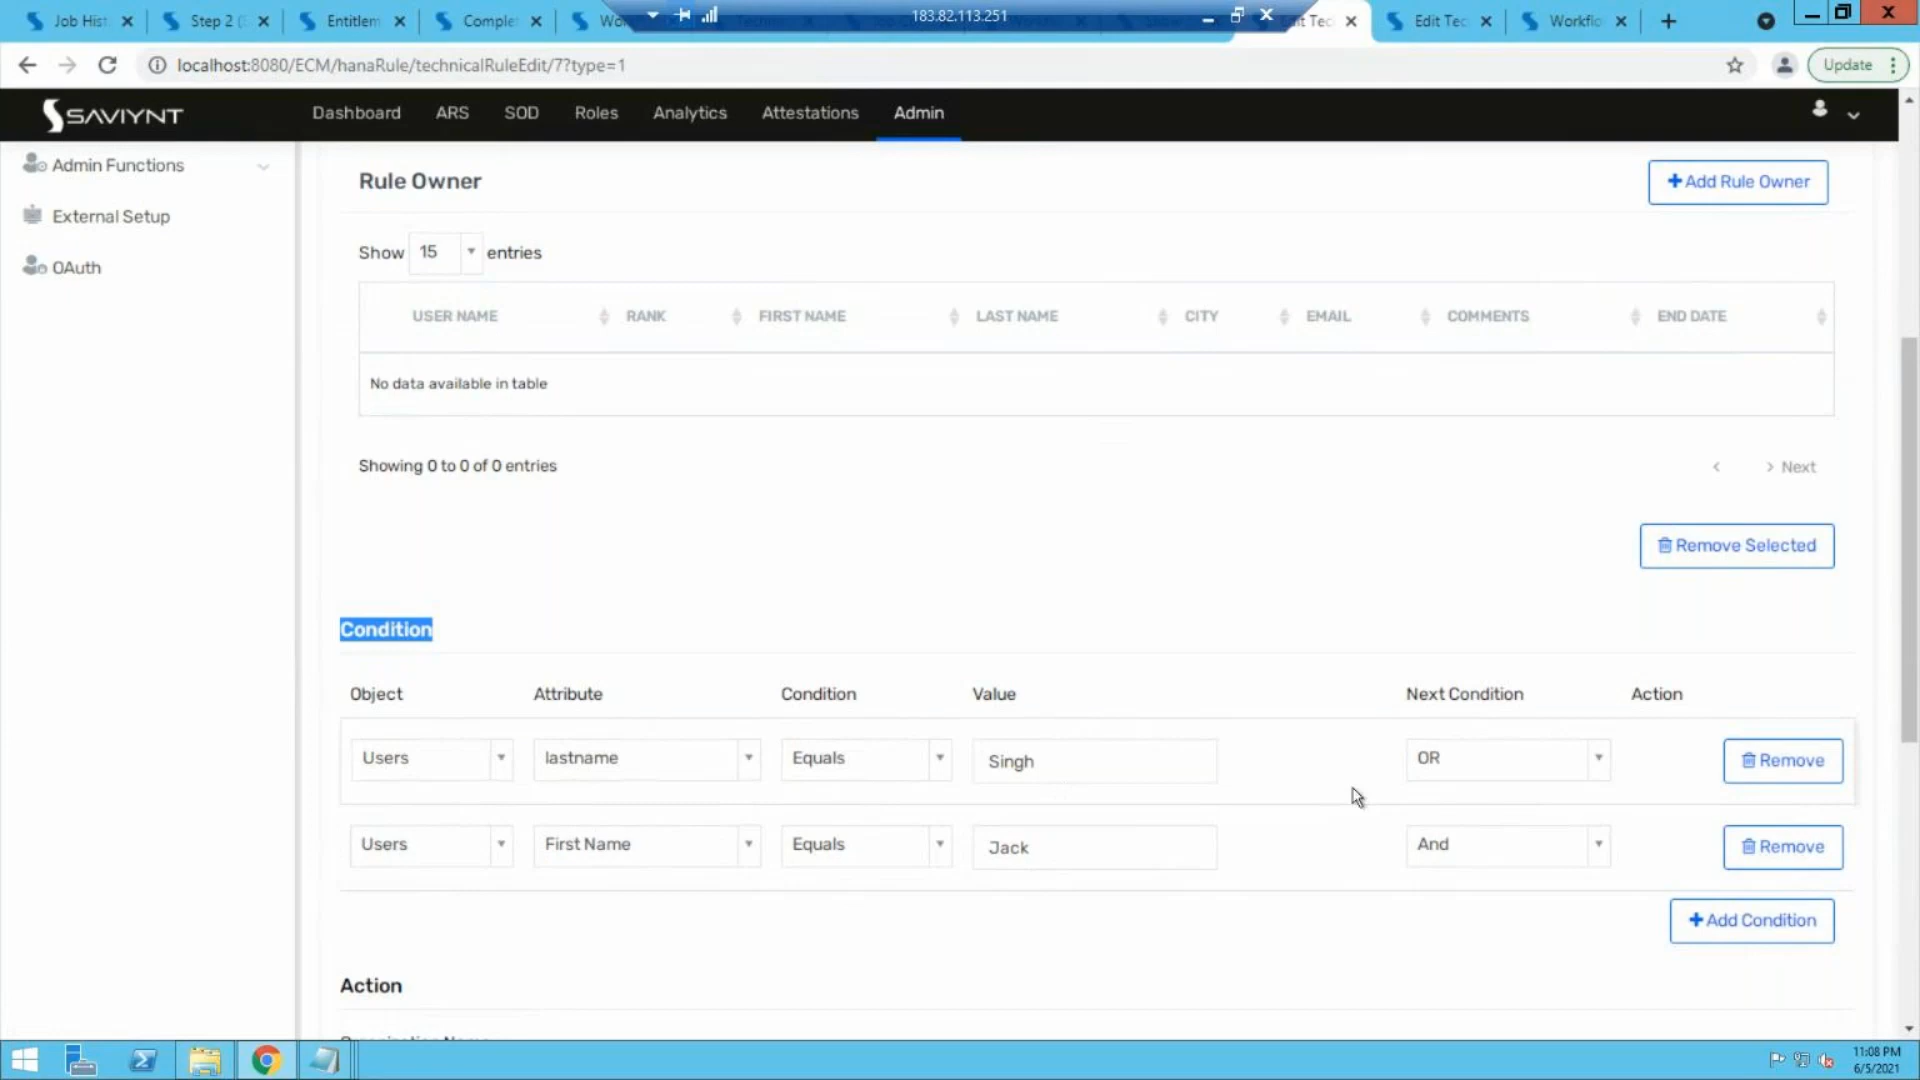 Job Hist
Step 2 (
Entitlem
Complet
Wor
183.82.113.251
Edit Tec
Workflo
localhost:8080/ECM/hanaRule/technicalRuleEdit/7?type=1
Update
SAVIYNT
Dashboard
ARS
SOD
Roles
Analytics
Attestations
Admin
Admin Functions
External Setup
OAuth
Rule Owner
Add Rule Owner
Show 15 entries
USER NAME
RANK
FIRST NAME
LAST NAME
CITY
EMAIL
COMMENTS
END DATE
No data available in table
Showing 0 to 0 of 0 entries
< > Next
Remove Selected
Condition
Object
Attribute
Condition
Value
Next Condition
Action
Users
lastname
Equals
Singh
OR
Remove
Users
First Name
Equals
Jack
And
Remove
Add Condition
Action
11:08 PM
6/5/2021